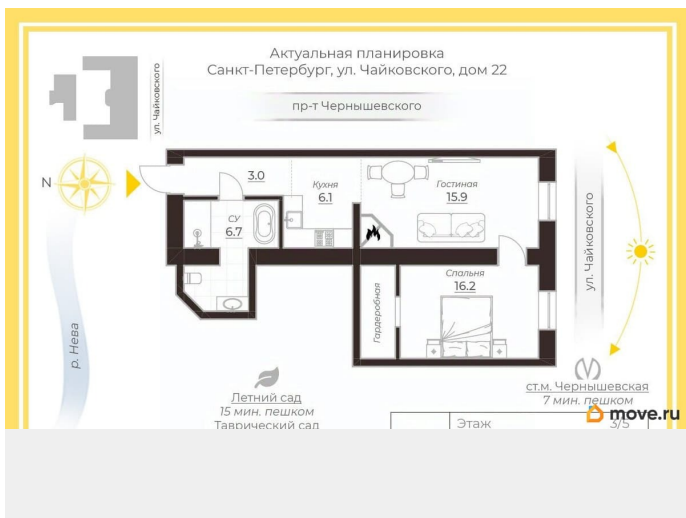 Актуальная планировка
Санкт-Петербург, ул. Чайковского, дом 22
ул. Чайковского
пр-т Чернышевского
N
3.0
Кухня
6.1
Гостиная
15.9
СУ
6.7
ул. Чайковского
Спальня
16.2
Гардеробная
р. Нева
Летний сад
15 мин. пешком
Таврический сад
ст.м. Чернышевская
7 мин. пешком
move.ru
Этаж
3/5